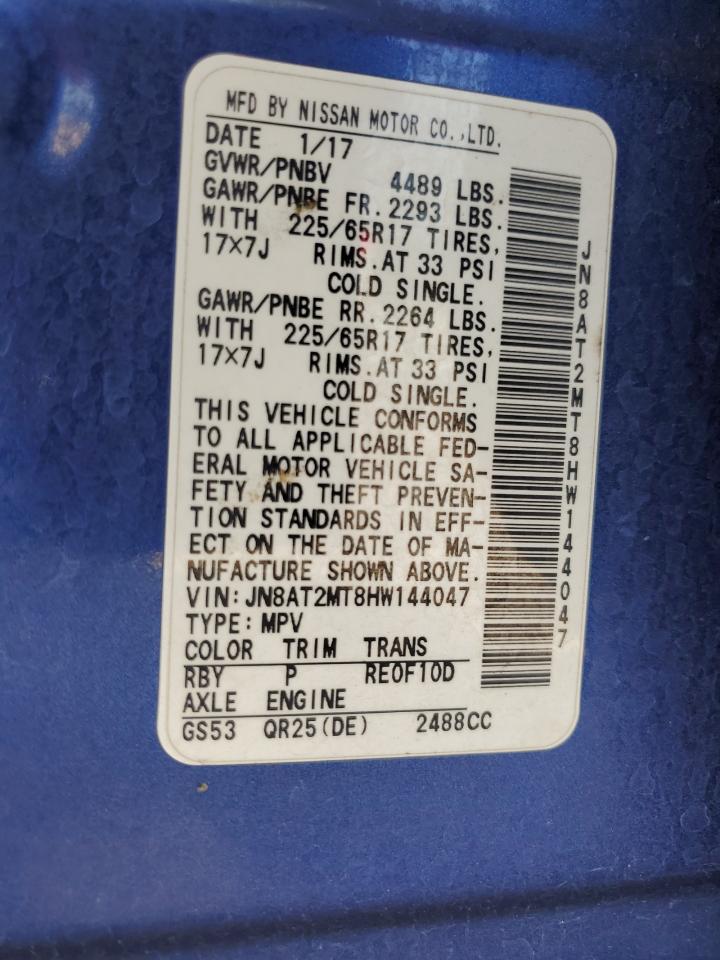 MFD BY NISSAN MOTOR CO.,LTD.
DATE 1/17
GVWR/PNBV 4489 LBS.
GAWR/PNBE FR. 2293 LBS.
WITH 225/65R17 TIRES,
17×7J RIMS.AT 33 PSI
COLD SINGLE.
GAWR/PNBE RR. 2264 LBS.
WITH 225/65R17 TIRES,
17×7J RIMS.AT 33 PSI
COLD SINGLE.
THIS VEHICLE CONFORMS
TO ALL APPLICABLE FED-
ERAL MOTOR VEHICLE SA-
FETY AND THEFT PREVEN-
TION STANDARDS IN EFF-
ECT ON THE DATE OF MA-
NUFACTURE SHOWN ABOVE.
VIN:JN8AT2MT8HW144047
TYPE:MPV
COLOR TRIM TRANS
RBY P RE0F10D
AXLE ENGINE
GS53 QR25(DE) 2488CC
JN8AT2MT8HW144047